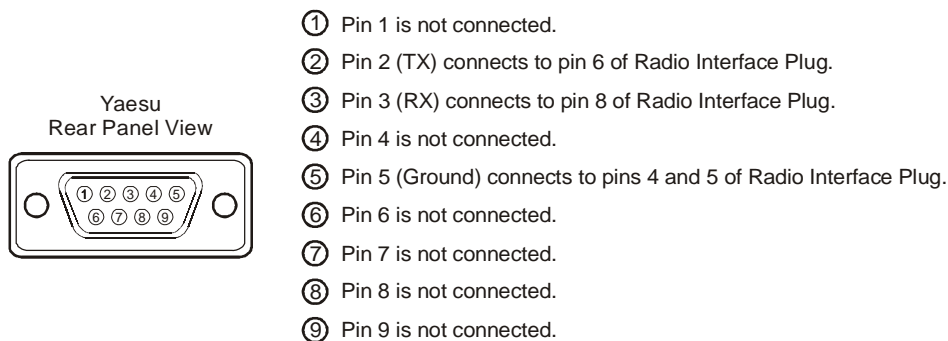 Yaesu
Rear Panel View
1 2 3 4 5
6 7 8 9
1 Pin 1 is not connected.
2 Pin 2 (TX) connects to pin 6 of Radio Interface Plug.
3 Pin 3 (RX) connects to pin 8 of Radio Interface Plug.
4 Pin 4 is not connected.
5 Pin 5 (Ground) connects to pins 4 and 5 of Radio Interface Plug.
6 Pin 6 is not connected.
7 Pin 7 is not connected.
8 Pin 8 is not connected.
9 Pin 9 is not connected.